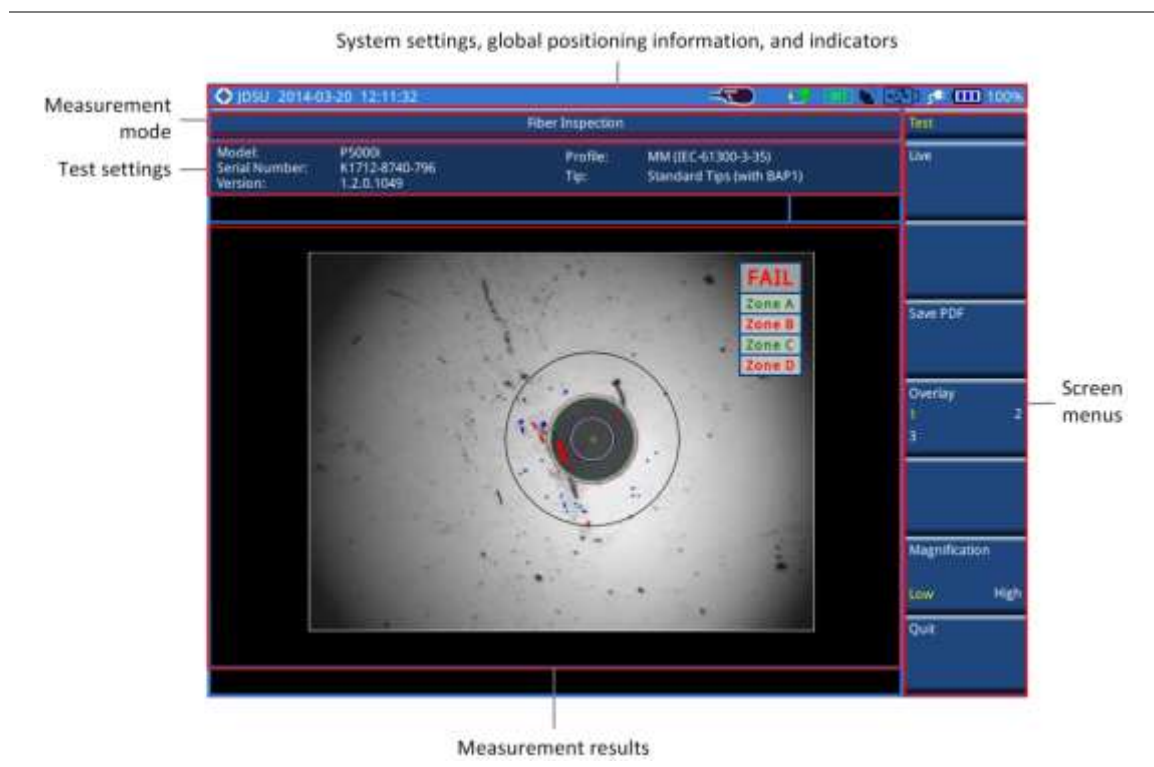 System settings, global positioning information, and indicators
Measurement
mode
Test settings
JDSU 2014-03-20 12:11:32
100%
Fiber Inspection
Model: P5000i Profile: MM (IEC-61300-3-35)
Serial Number: K1712-8740-796 Tip: Standard Tips (with BAP1)
Version: 1.2.0.1049
FAIL
Zone A
Zone B
Zone C
Zone D
Test
Live
Save PDF
Overlay
1 2
3
Magnification
Low High
Quit
Screen
menus
Measurement results